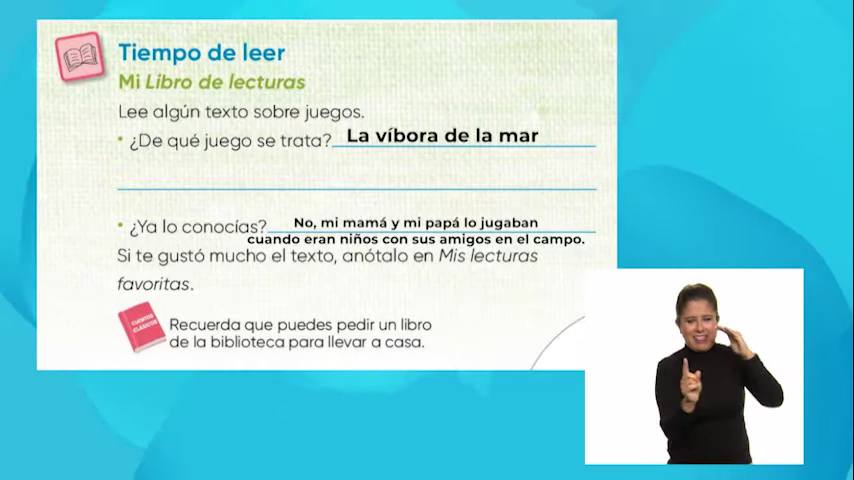 Tiempo de leer
Mi Libro de lecturas
Lee algún texto sobre juegos.
• ¿De qué juego se trata? La víbora de la mar
• ¿Ya lo conocías? No, mi mamá y mi papá lo jugaban
cuando eran niños con sus amigos en el campo.
Si te gustó mucho el texto, anótalo en Mis lecturas
favoritas.
CUENTOS
CLÁSICOS
Recuerda que puedes pedir un libro
de la biblioteca para llevar a casa.